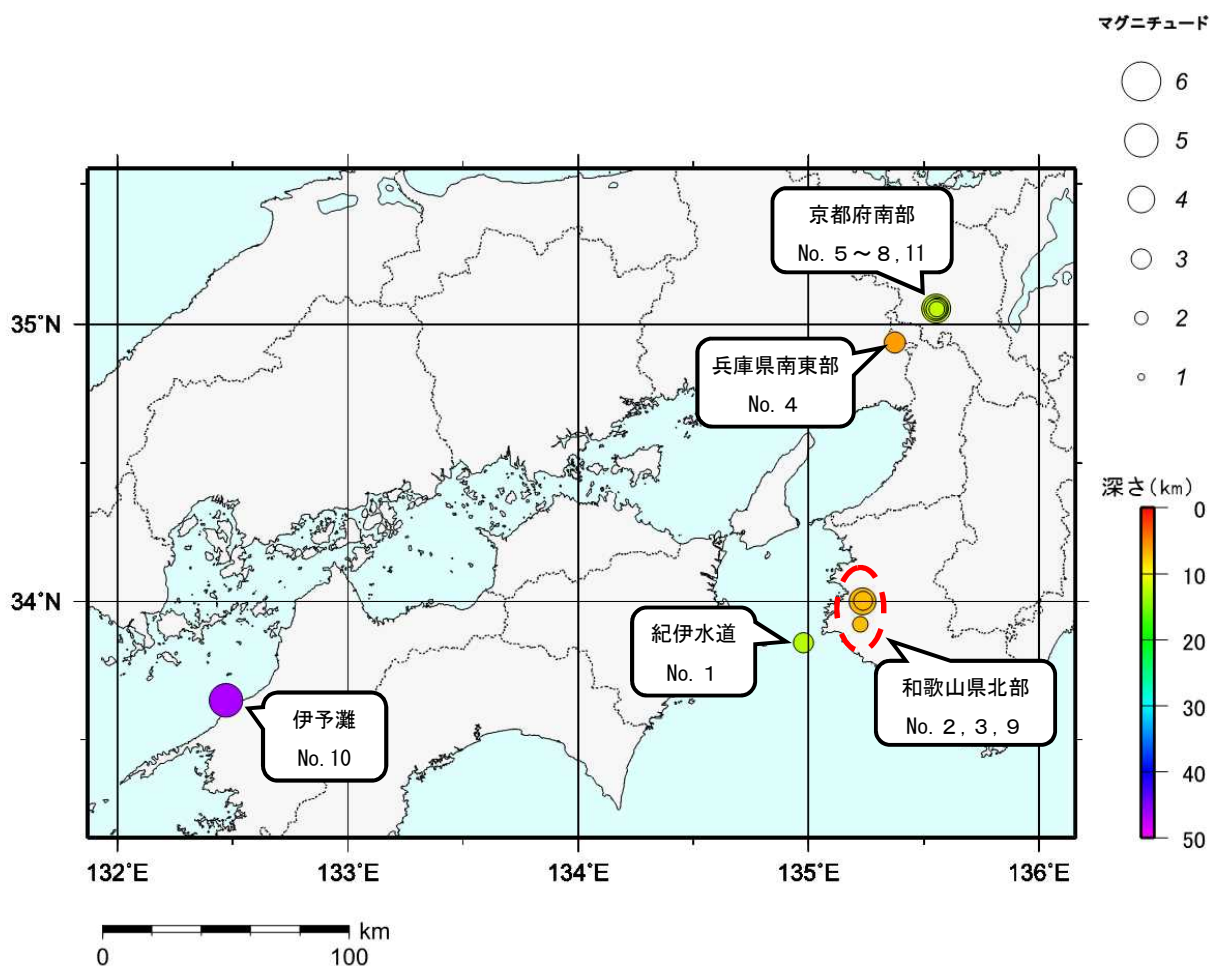 マグニチュード
6
5
4
3
2
1
京都府南部
No. 5～8, 11
35°N
兵庫県南東部
No. 4
深さ(km)
0
10
20
30
40
50
34°N
紀伊水道
No. 1
和歌山県北部
No. 2, 3, 9
伊予灘
No. 10
132°E
133°E
134°E
135°E
136°E
km
0
100